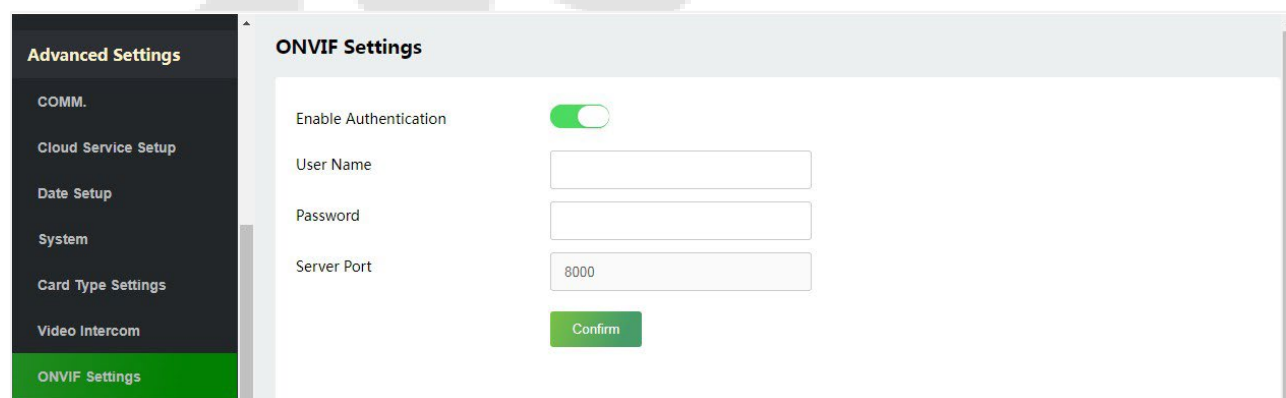 Advanced Settings
COMM.
Cloud Service Setup
Date Setup
System
Card Type Settings
Video Intercom
ONVIF Settings
ONVIF Settings
Enable Authentication
User Name
Password
Server Port
8000
Confirm